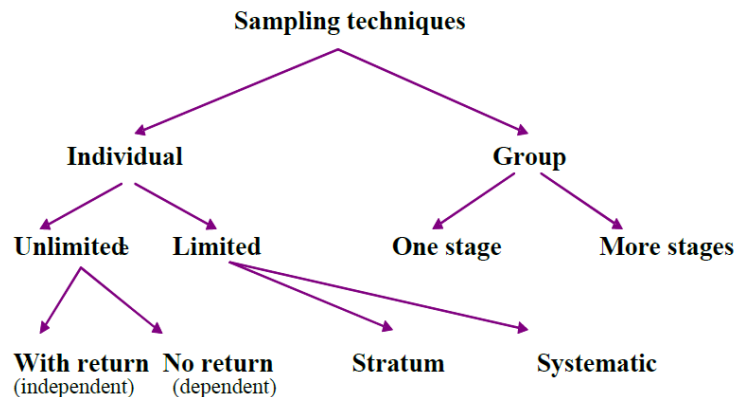 Sampling techniques
Individual Group
Unlimited Limited One stage More stages
With return No return Stratum Systematic
(independent) (dependent)